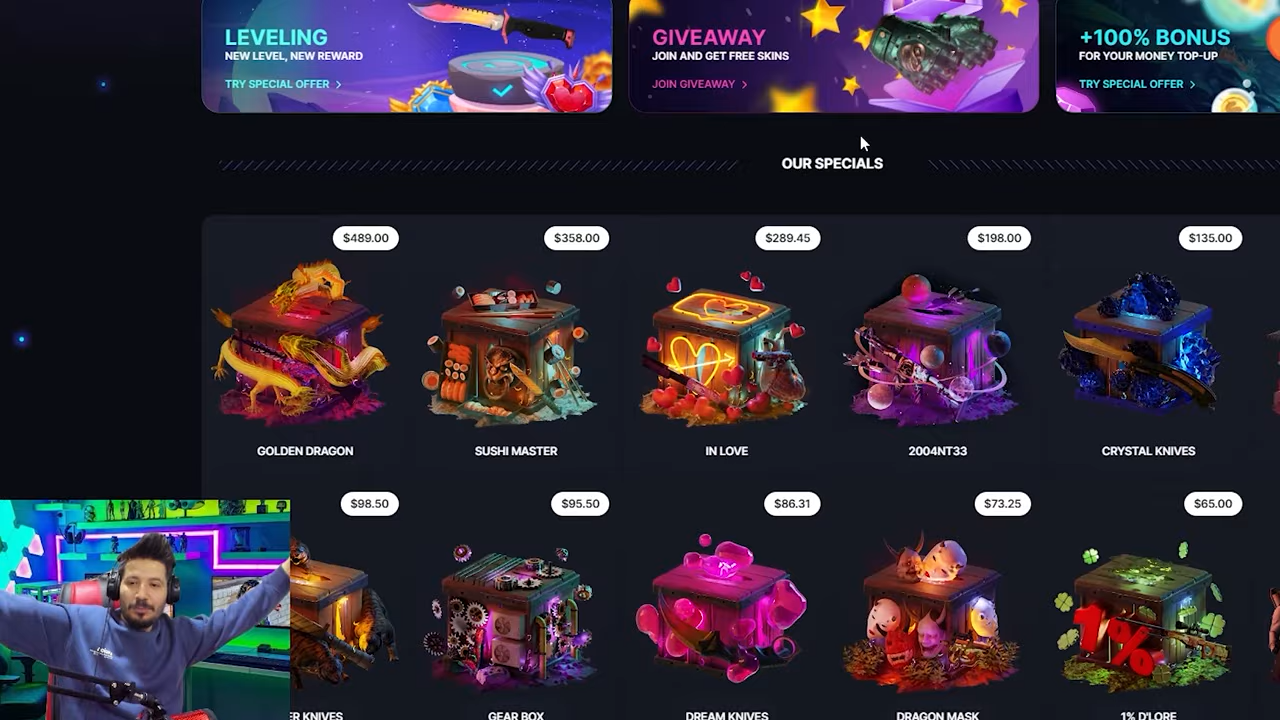 LEVELING
NEW LEVEL, NEW REWARD
TRY SPECIAL OFFER
GIVEAWAY
JOIN AND GET FREE SKINS
JOIN GIVEAWAY
+100% BONUS
FOR YOUR MONEY TOP-UP
TRY SPECIAL OFFER
OUR SPECIALS
$489.00
$358.00
$289.45
$198.00
$135.00
GOLDEN DRAGON
SUSHI MASTER
IN LOVE
2004NT33
CRYSTAL KNIVES
$98.50
$95.50
$86.31
$73.25
$65.00
1%
KNIVES
GEAR BOX
DREAM KNIVES
DRAGON MASK
1% D'LORE